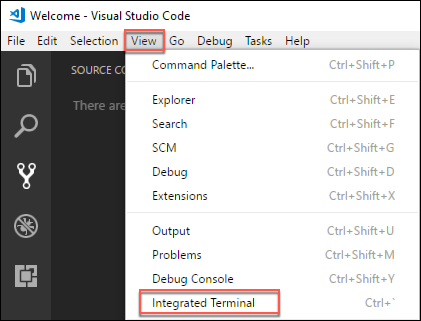 Welcome - Visual Studio Code
File Edit Selection View Go Debug Tasks Help
SOURCE CO
There are
Command Palette... Ctrl+Shift+P
Explorer Ctrl+Shift+E
Search Ctrl+Shift+F
SCM Ctrl+Shift+G
Debug Ctrl+Shift+D
Extensions Ctrl+Shift+X
Output Ctrl+Shift+U
Problems Ctrl+Shift+M
Debug Console Ctrl+Shift+Y
Integrated Terminal Ctrl+`